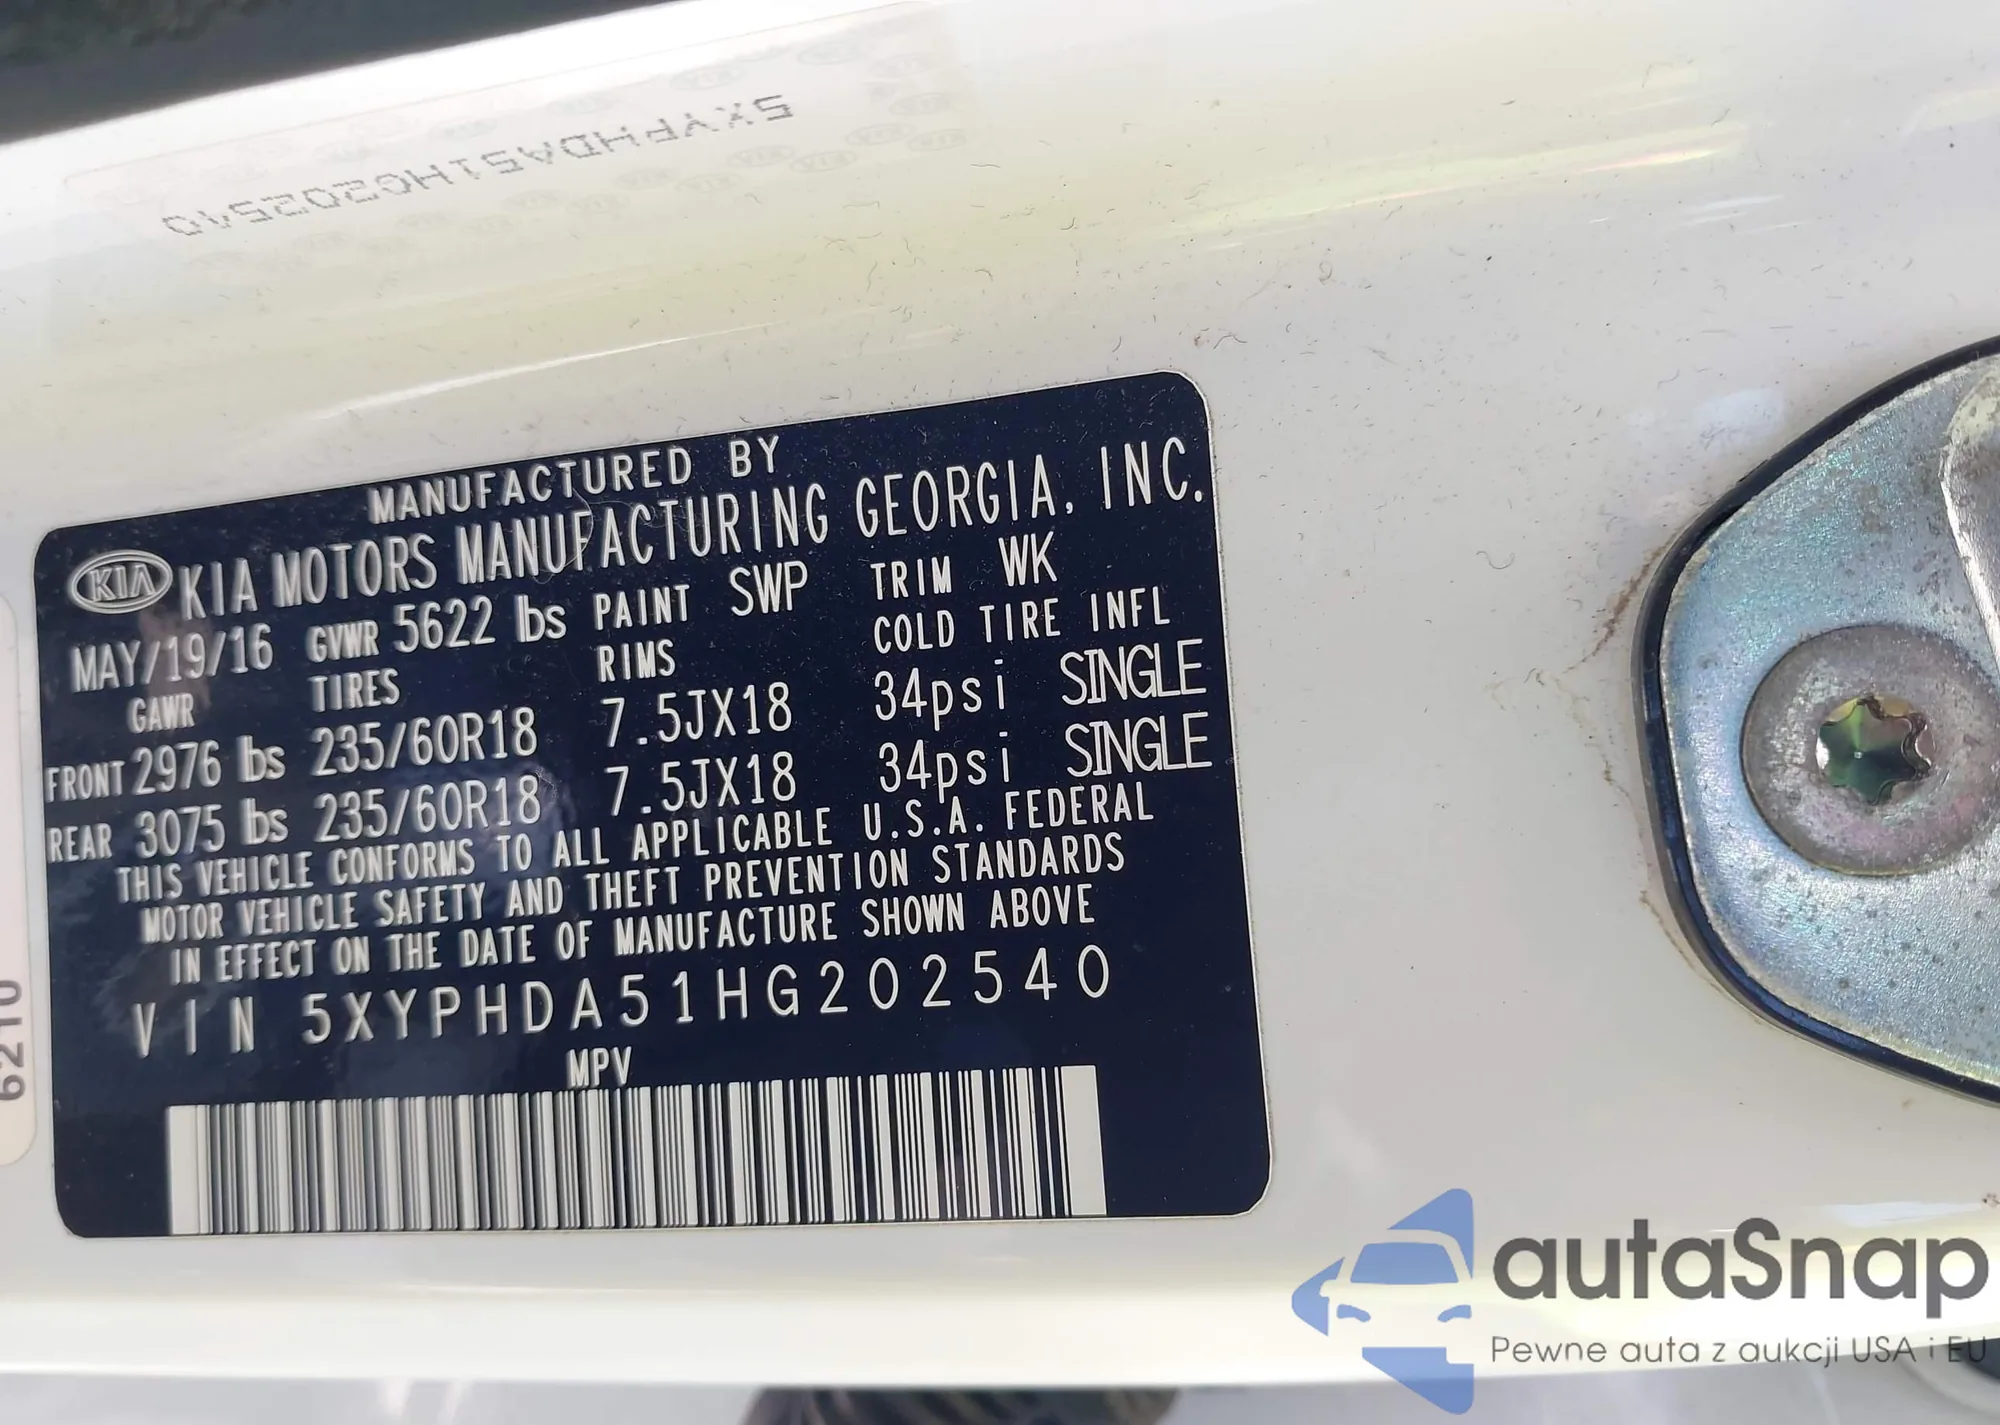 5XYPHDA51HG202540
MANUFACTURED BY
KIA KIA MOTORS MANUFACTURING GEORGIA, INC.
MAY/19/16 GVWR 5622 lbs PAINT SWP TRIM WK
GAWR TIRES RIMS COLD TIRE INFL
FRONT 2976 lbs 235/60R18 7.5JX18 34psi SINGLE
REAR 3075 lbs 235/60R18 7.5JX18 34psi SINGLE
THIS VEHICLE CONFORMS TO ALL APPLICABLE U.S.A. FEDERAL
MOTOR VEHICLE SAFETY AND THEFT PREVENTION STANDARDS
IN EFFECT ON THE DATE OF MANUFACTURE SHOWN ABOVE
VIN 5XYPHDA51HG202540
MPV
6210
autaSnap
Pewne auta z aukcji USA i EU